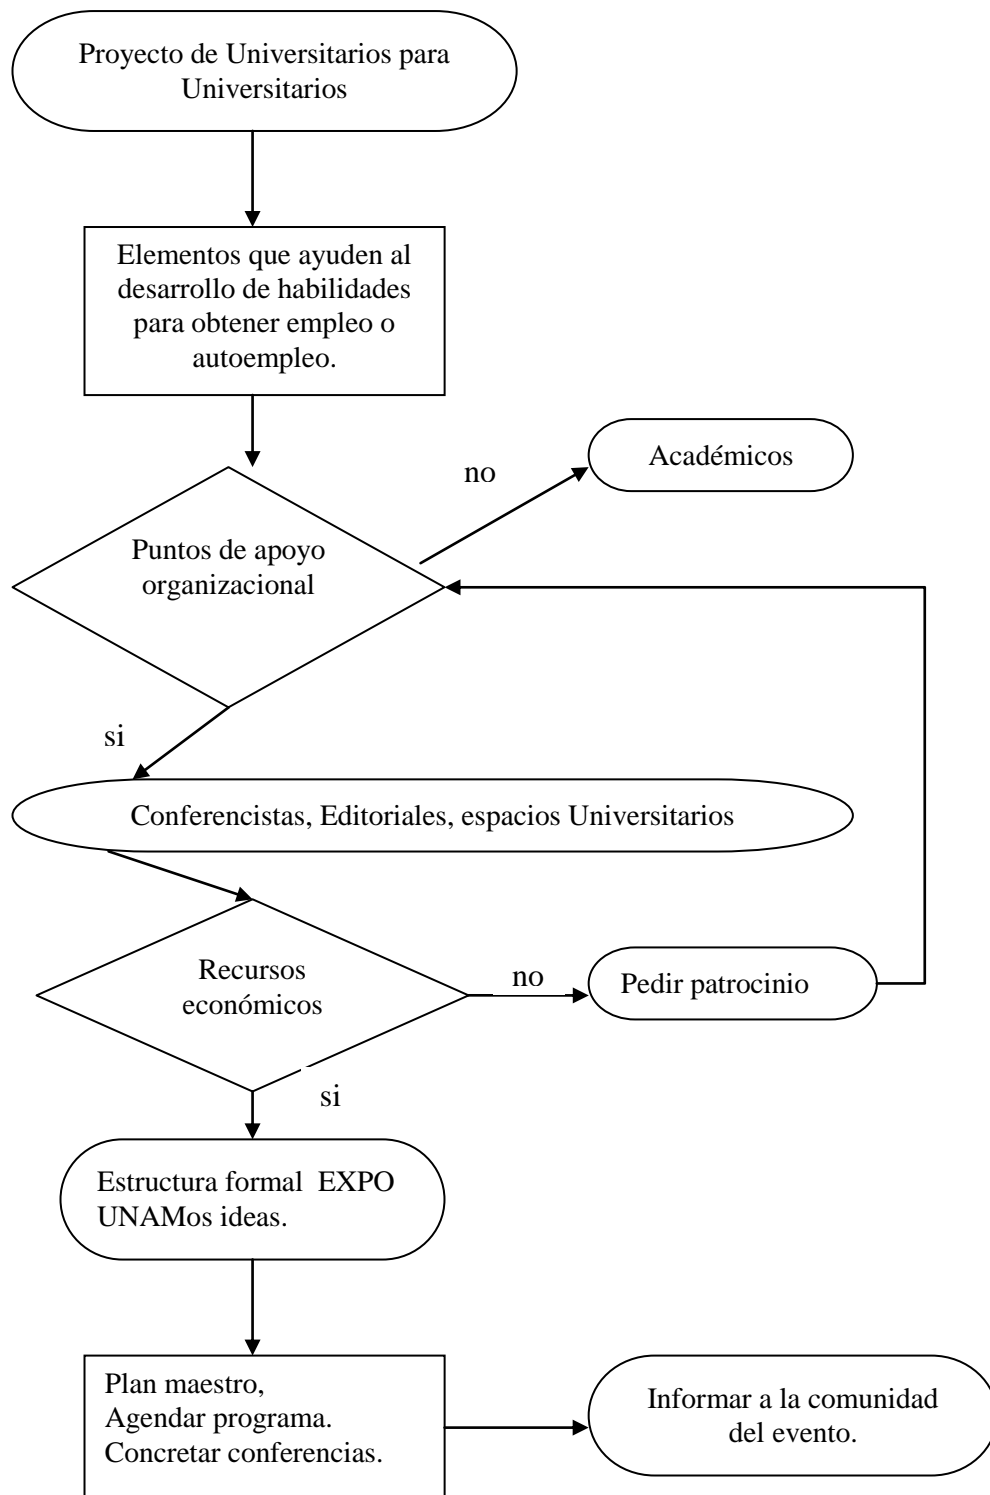 Proyecto de Universitarios para
Universitarios
Elementos que ayuden al
desarrollo de habilidades
para obtener empleo o
autoempleo.
no
Académicos
Puntos de apoyo
organizacional
si
Conferencistas, Editoriales, espacios Universitarios
Recursos
económicos
no
Pedir patrocinio
si
Estructura formal  EXPO
UNAMos ideas.
Plan maestro,
Agendar programa.
Concretar conferencias.
Informar a la comunidad
del evento.